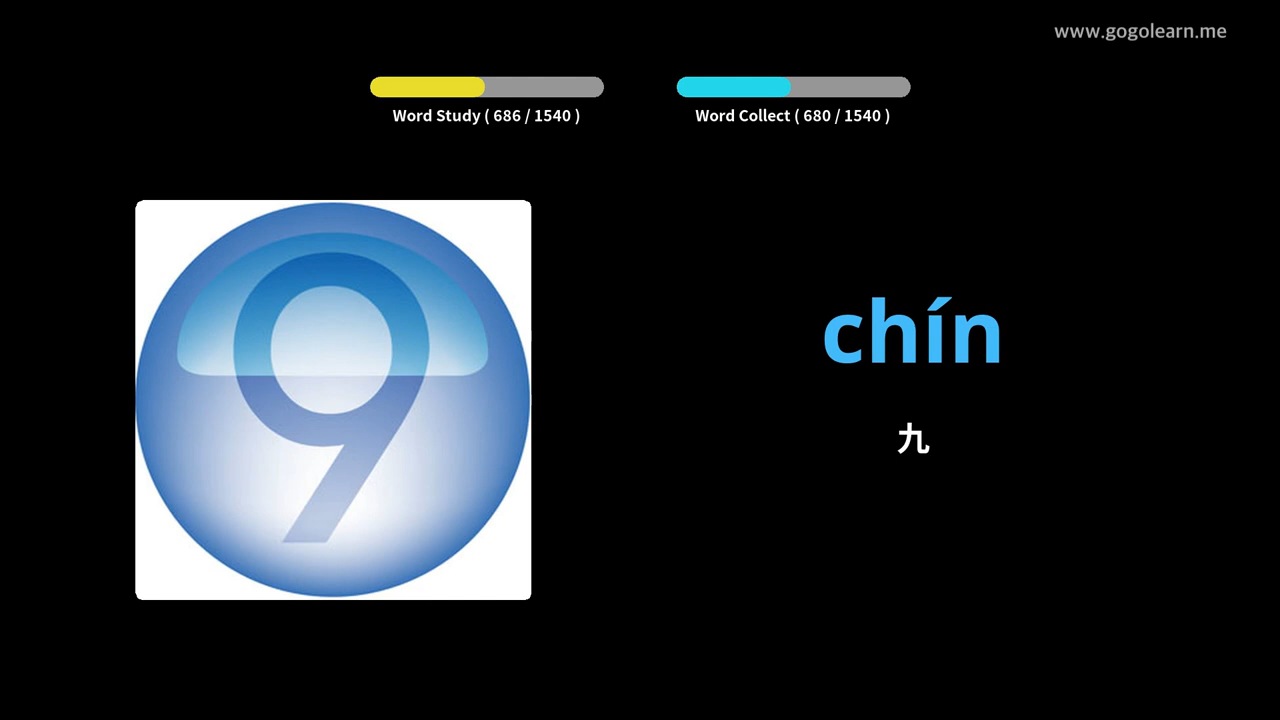 www.gogolearn.me
Word Study ( 686 / 1540 )
Word Collect ( 680 / 1540 )
9
chín
九